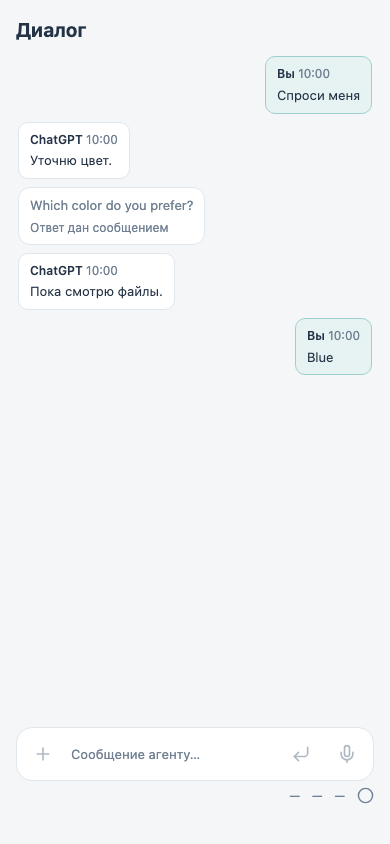 Диалог
Вы 10:00
Спроси меня
ChatGPT 10:00
Уточню цвет.
Which color do you prefer?
Ответ дан сообщением
ChatGPT 10:00
Пока смотрю файлы.
Вы 10:00
Blue
Сообщение агенту...